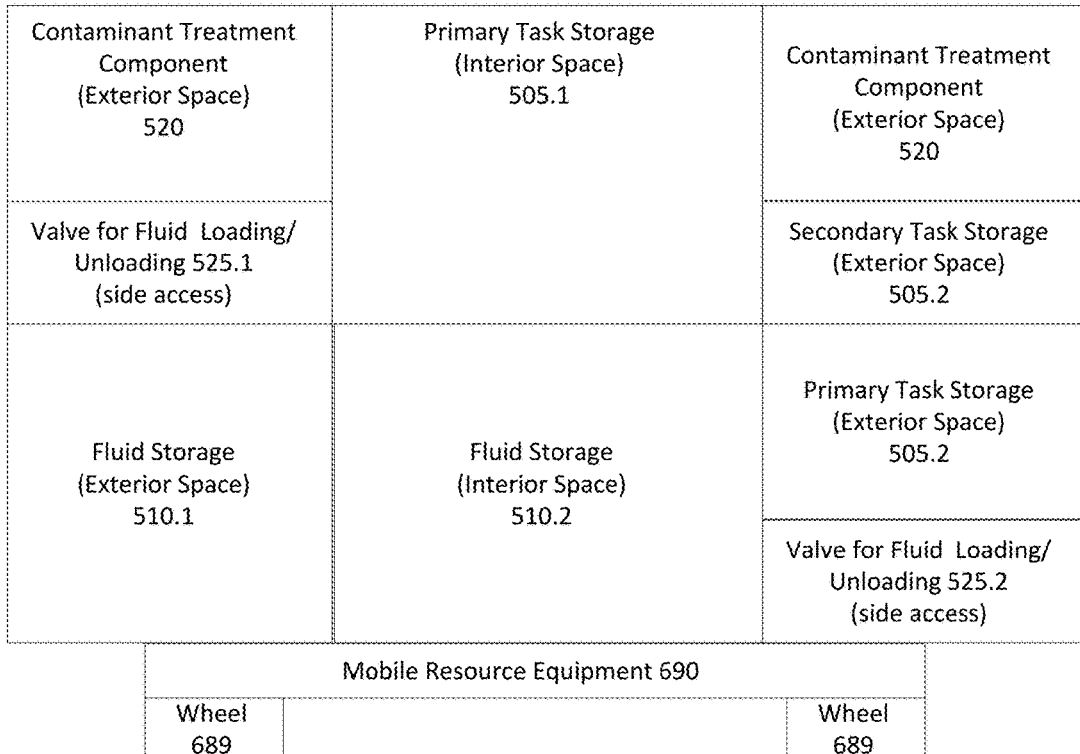 Contaminant Treatment
Component
(Exterior Space)
520
Primary Task Storage
(Interior Space)
505.1
Contaminant Treatment
Component
(Exterior Space)
520
Valve for Fluid Loading/
Unloading 525.1
(side access)
Secondary Task Storage
(Exterior Space)
505.2
Fluid Storage
(Exterior Space)
510.1
Fluid Storage
(Interior Space)
510.2
Primary Task Storage
(Exterior Space)
505.2
Valve for Fluid Loading/
Unloading 525.2
(side access)
Mobile Resource Equipment 690
Wheel
689
Wheel
689